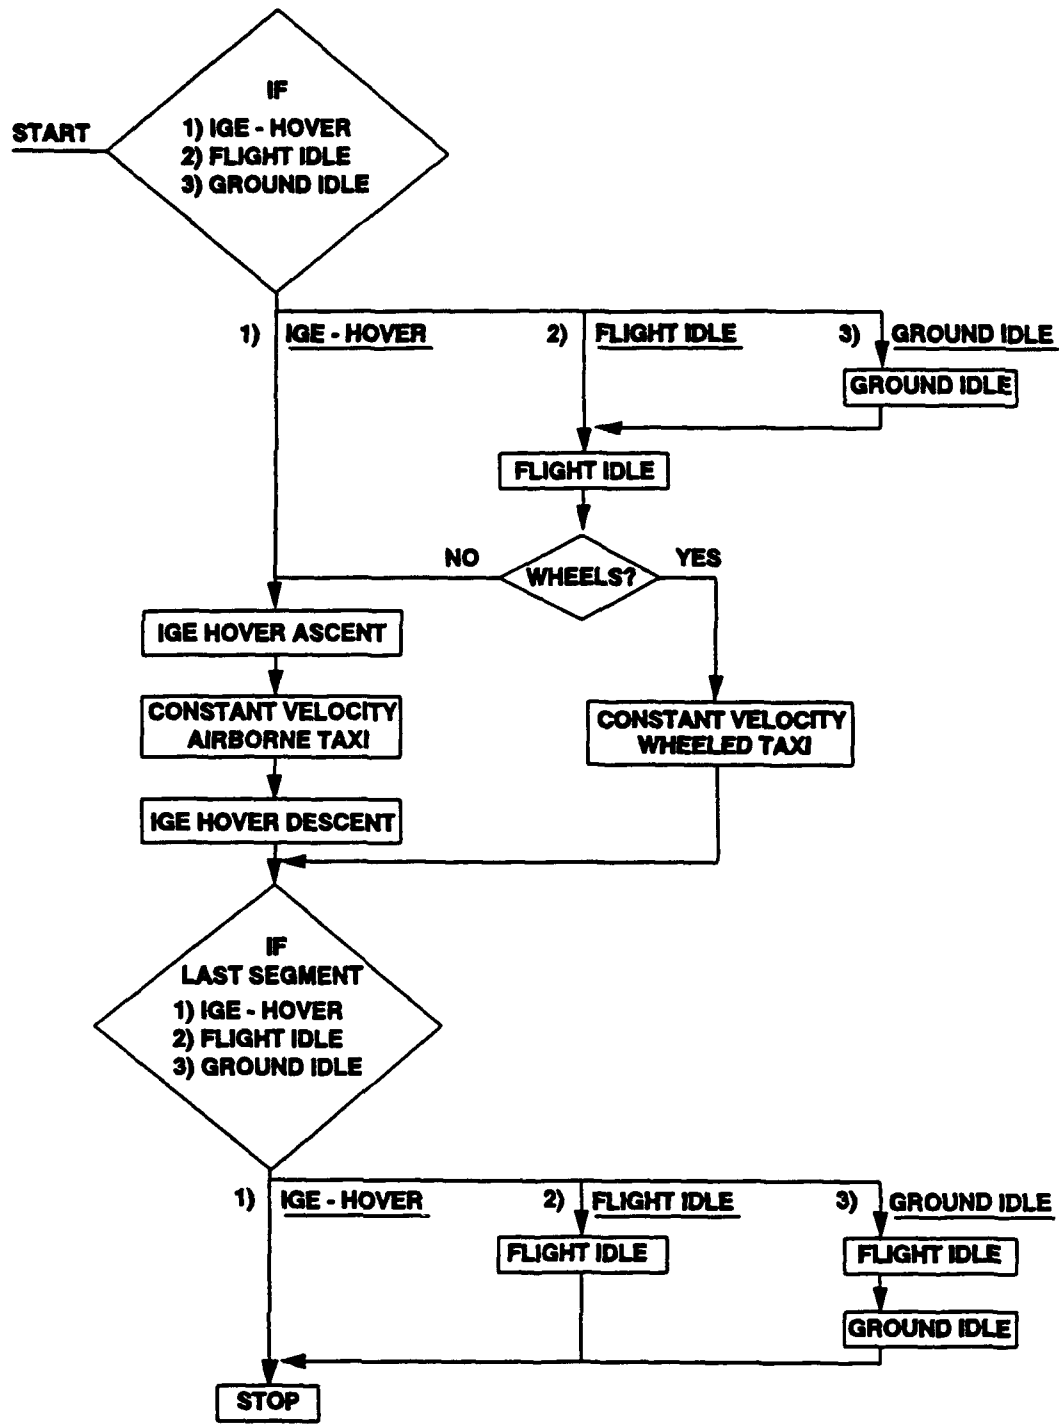 START
IF
1) IGE - HOVER
2) FLIGHT IDLE
3) GROUND IDLE
1) IGE - HOVER
2) FLIGHT IDLE
3) GROUND IDLE
GROUND IDLE
FLIGHT IDLE
NO
WHEELS?
YES
IGE HOVER ASCENT
CONSTANT VELOCITY
AIRBORNE TAXI
CONSTANT VELOCITY
WHEELED TAXI
IGE HOVER DESCENT
IF
LAST SEGMENT
1) IGE - HOVER
2) FLIGHT IDLE
3) GROUND IDLE
1) IGE - HOVER
2) FLIGHT IDLE
3) GROUND IDLE
FLIGHT IDLE
FLIGHT IDLE
GROUND IDLE
STOP